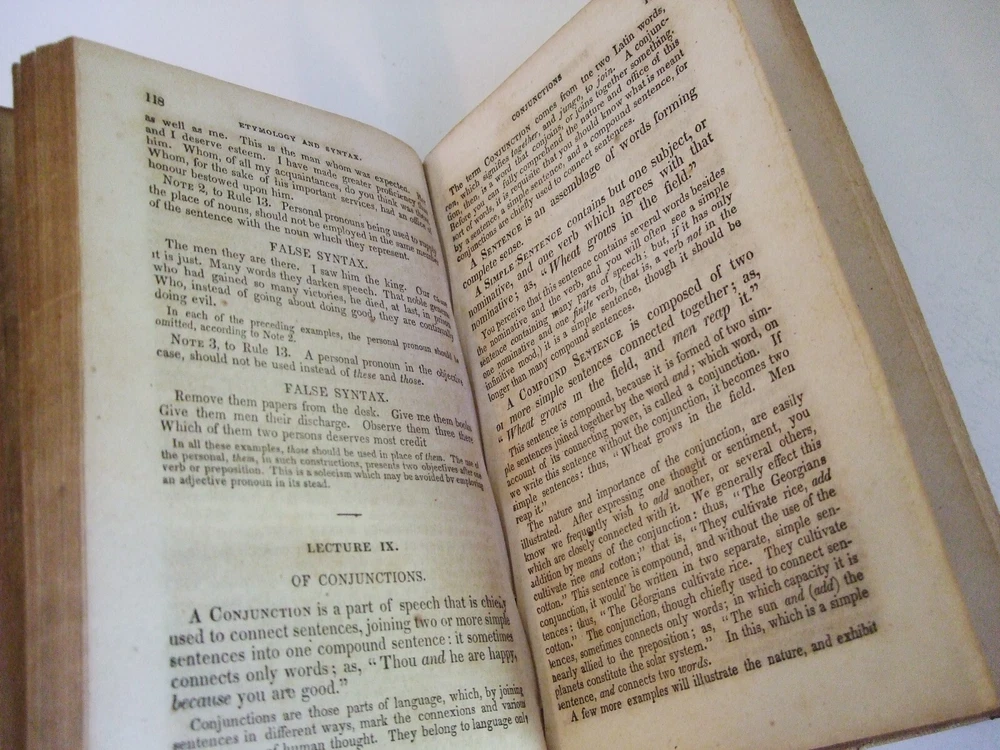 118
ETYMOLOGY AND SYNTAX.
as well as me. This is the man whom was expected. He
and I deserve esteem. I have made greater proficiency than
him. Whom, of all my acquaintances, do you think was there?
Whom, for the sake of his important services, had an office of
honour bestowed upon him.
NOTE 2, to Rule 13. Personal pronouns being used to supply
the place of nouns, should not be employed in the same member
of the sentence with the noun which they represent.
FALSE SYNTAX.
The men they are there. I saw him the king. Our
it is just. Many words they darken speech. That noble general
who had gained so many victories, he died, at last, in prison.
Who, instead of going about doing good, they are continually
doing evil.
In each of the preceding examples, the personal pronoun should be
omitted, according to Note 2.
NOTE 3, to Rule 13. A personal pronoun in the objective
case, should not be used instead of these and those.
FALSE SYNTAX.
Remove them papers from the desk. Give me them books.
Give them men their discharge. Observe them three there.
Which of them two persons deserves most credit
In all these examples, those should be used in place of them. The use of
the personal, them, in such constructions, presents two objectives after one
verb or preposition. This is a solecism which may be avoided by employing
an adjective pronoun in its stead.
LECTURE IX.
OF CONJUNCTIONS.
A CONJUNCTION is a part of speech that is chiefly
used to connect sentences, joining two or more simple
sentences into one compound sentence: it sometimes
connects only words; as, "Thou and he are happy,
because you are good."
Conjunctions are those parts of language, which, by joining
sentences in different ways, mark the connexions and various
of human thought. They belong to language only
CONJUNCTIONS
The term CONJUNCTION comes from the two Latin words,
con, which signifies together, and jungo, to join. A conjunc-
tion, then, is a word that conjoins, or joins together something.
Before you can fully comprehend the nature and office of this
sort of words, it is requisite that you should know what is meant
by a sentence, a simple sentence, and a compound sentence, for
conjunctions are chiefly used to connect sentences.
A SENTENCE is an assemblage of words forming
complete sense.
A SIMPLE SENTENCE contains but one subject, or
nominative, and one verb which agrees with that
nominative; as, "Wheat grows in the field."
You perceive that this sentence contains several words besides
the nominative and the verb, and you will often see a simple
sentence containing many parts of speech; but, if it has only
one nominative and one finite verb, (that is, a verb not in the
infinitive mood,) it is a simple sentence, though it should be
longer than many compound sentences.
A COMPOUND SENTENCE is composed of two
or more simple sentences connected together; as,
"Wheat grows in the field, and men reap it."
This sentence is compound, because it is formed of two sim-
ple sentences joined together by the word and; which word, on
account of its connecting power, is called a conjunction. If
we write this sentence without the conjunction, it becomes two
simple sentences: thus, "Wheat grows in the field. Men
reap it."
The nature and importance of the conjunction, are easily
illustrated. After expressing one thought or sentiment, you
know we frequently wish to add another, or several others,
which are closely connected with it. We generally effect this
addition by means of the conjunction: thus, "The Georgians
cultivate rice and cotton;" that is, "They cultivate rice, add
cotton." This sentence is compound, and without the use of the
conjunction, it would be written in two separate, simple sen-
tences: thus, "The Georgians cultivate rice. They cultivate
cotton." The conjunction, though chiefly used to connect sen-
tences, sometimes connects only words; in which capacity it is
nearly allied to the preposition; as, "The sun and (add) the
planets constitute the solar system." In this, which is a simple
sentence, and connects two words.
A few more examples will illustrate the nature, and exhibit